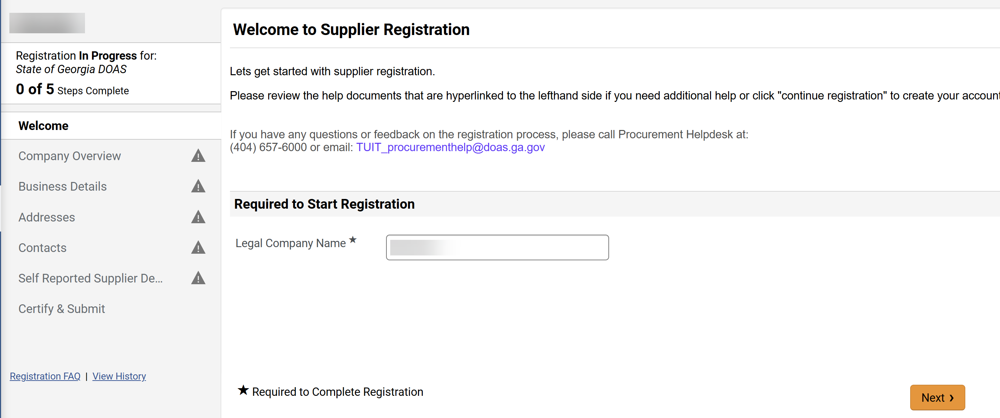 Registration In Progress for:
State of Georgia DOAS
0 of 5 Steps Complete
Welcome
Company Overview
Business Details
Addresses
Contacts
Self Reported Supplier De...
Certify & Submit
Registration FAQ | View History
Welcome to Supplier Registration
Lets get started with supplier registration.
Please review the help documents that are hyperlinked to the lefthand side if you need additional help or click "continue registration" to create your account
If you have any questions or feedback on the registration process, please call Procurement Helpdesk at:
(404) 657-6000 or email: TUIT_procurementhelp@doas.ga.gov
Required to Start Registration
Legal Company Name ★
★ Required to Complete Registration
Next ›